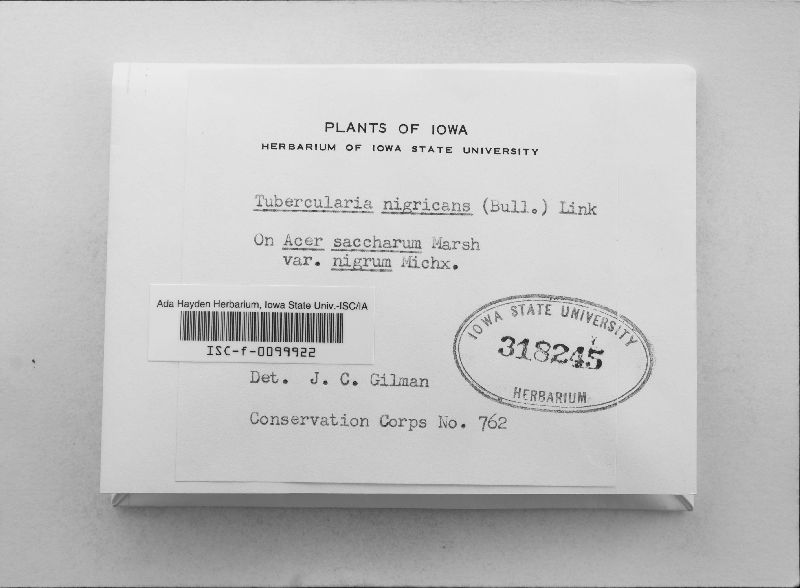 PLANTS OF IOWA
HERBARIUM OF IOWA STATE UNIVERSITY
Tubercularia nigricans (Bull.) Link
On Acer saccharum Marsh
var. nigrum Michx.
Ada Hayden Herbarium, Iowa State Univ.-ISC/IA
ISC-f-0099922
IOWA STATE UNIVERSITY
318245
HERBARIUM
Det. J. C. Gilman
Conservation Corps No. 762